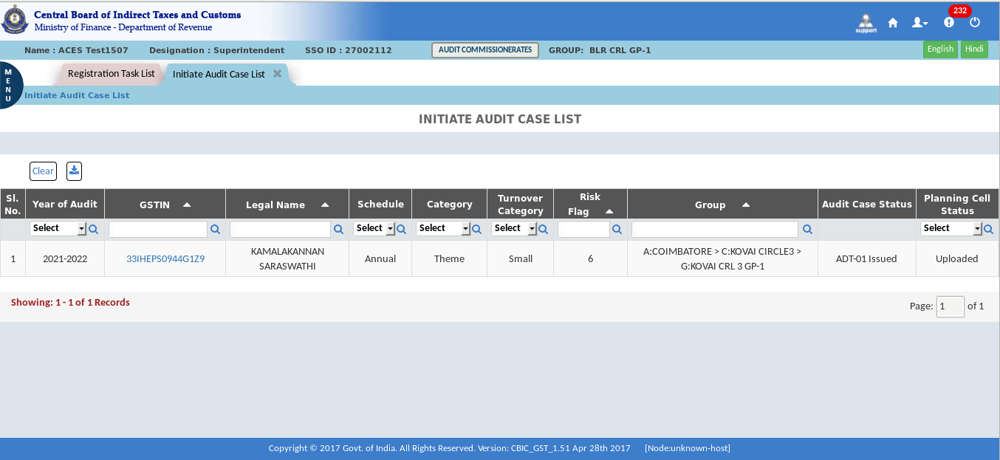 Central Board of Indirect Taxes and Customs
Ministry of Finance - Department of Revenue
support
232
Name : ACES Test1507 Designation : Superintendent SSO ID : 27002112 AUDIT COMMISSIONERATES GROUP: BLR CRL GP-1 English Hindi
MENU
Registration Task List Initiate Audit Case List
Initiate Audit Case List
INITIATE AUDIT CASE LIST
Clear
Sl. No. Year of Audit GSTIN Legal Name Schedule Category Turnover Category Risk Flag Group Audit Case Status Planning Cell Status
Select Select Select Select Select
1 2021-2022 33IHEPS0944G1Z9 KAMALAKANNAN SARASWATHI Annual Theme Small 6 A:COIMBATORE > C:KOVAI CIRCLE3 > G:KOVAI CRL 3 GP-1 ADT-01 Issued Uploaded
Showing: 1 - 1 of 1 Records
Page: 1 of 1
Copyright © 2017 Govt. of India. All Rights Reserved. Version: CBIC_GST_1.51 Apr 28th 2017 [Node:unknown-host]